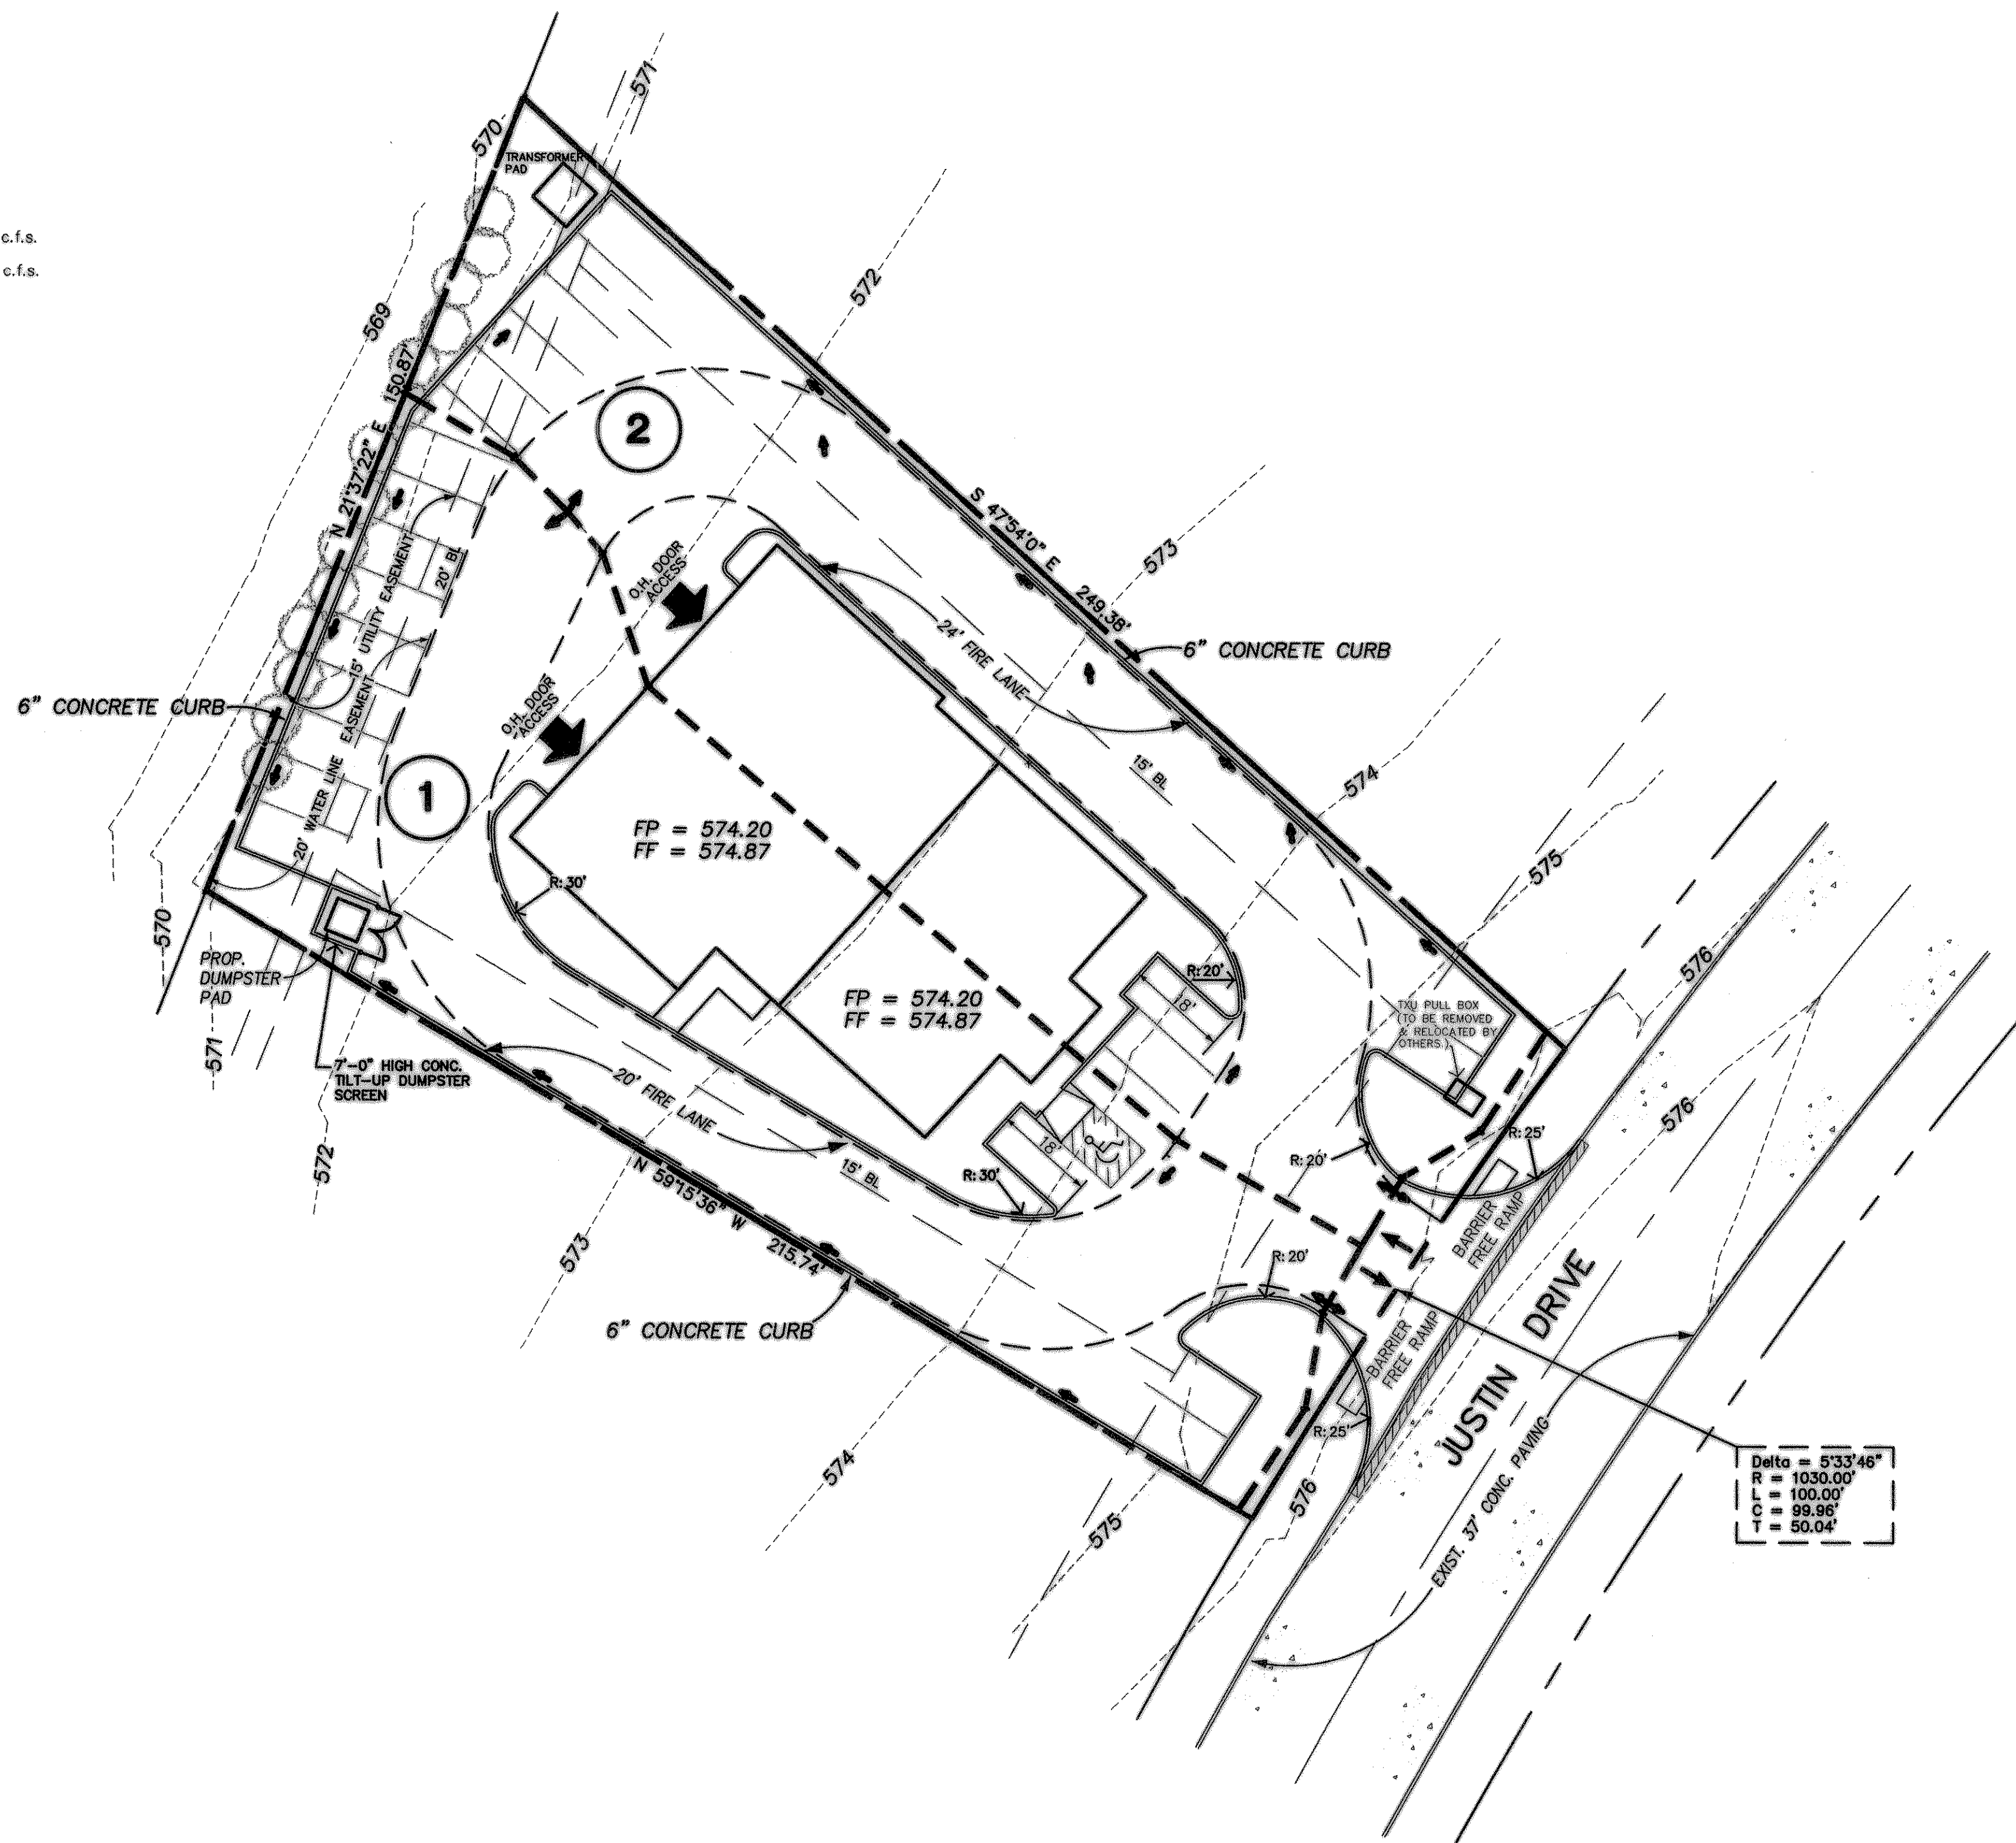 c.f.s.
c.f.s.
571
570
TRANSFORMER
PAD
572
569
N 21°37'22" E 150.87'
2
S 47°54'0" E 249.38'
573
15' UTILITY EASEMENT
20' BL
O.H. DOOR
ACCESS
24' FIRE LANE
6" CONCRETE CURB
6" CONCRETE CURB
O.H. DOOR
ACCESS
20' WATER LINE EASEMENT
1
15' BL
574
FP = 574.20
FF = 574.87
R: 30'
575
570
PROP.
DUMPSTER
PAD
FP = 574.20
FF = 574.87
R: 20'
18'
576
TXU PULL BOX
(TO BE REMOVED
& RELOCATED BY
OTHERS.)
571
7'-0" HIGH CONC.
TILT-UP DUMPSTER
SCREEN
20' FIRE LANE
576
572
N 59°15'36" W 215.74'
15' BL
R: 30'
18'
R: 20'
R: 25'
BARRIER
FREE RAMP
573
R: 20'
6" CONCRETE CURB
BARRIER
FREE RAMP
JUSTIN DRIVE
R: 25'
574
575
576
EXIST. 37' CONC. PAVING
Delta = 5°33'46"
R = 1030.00'
L = 100.00'
C = 99.96'
T = 50.04'